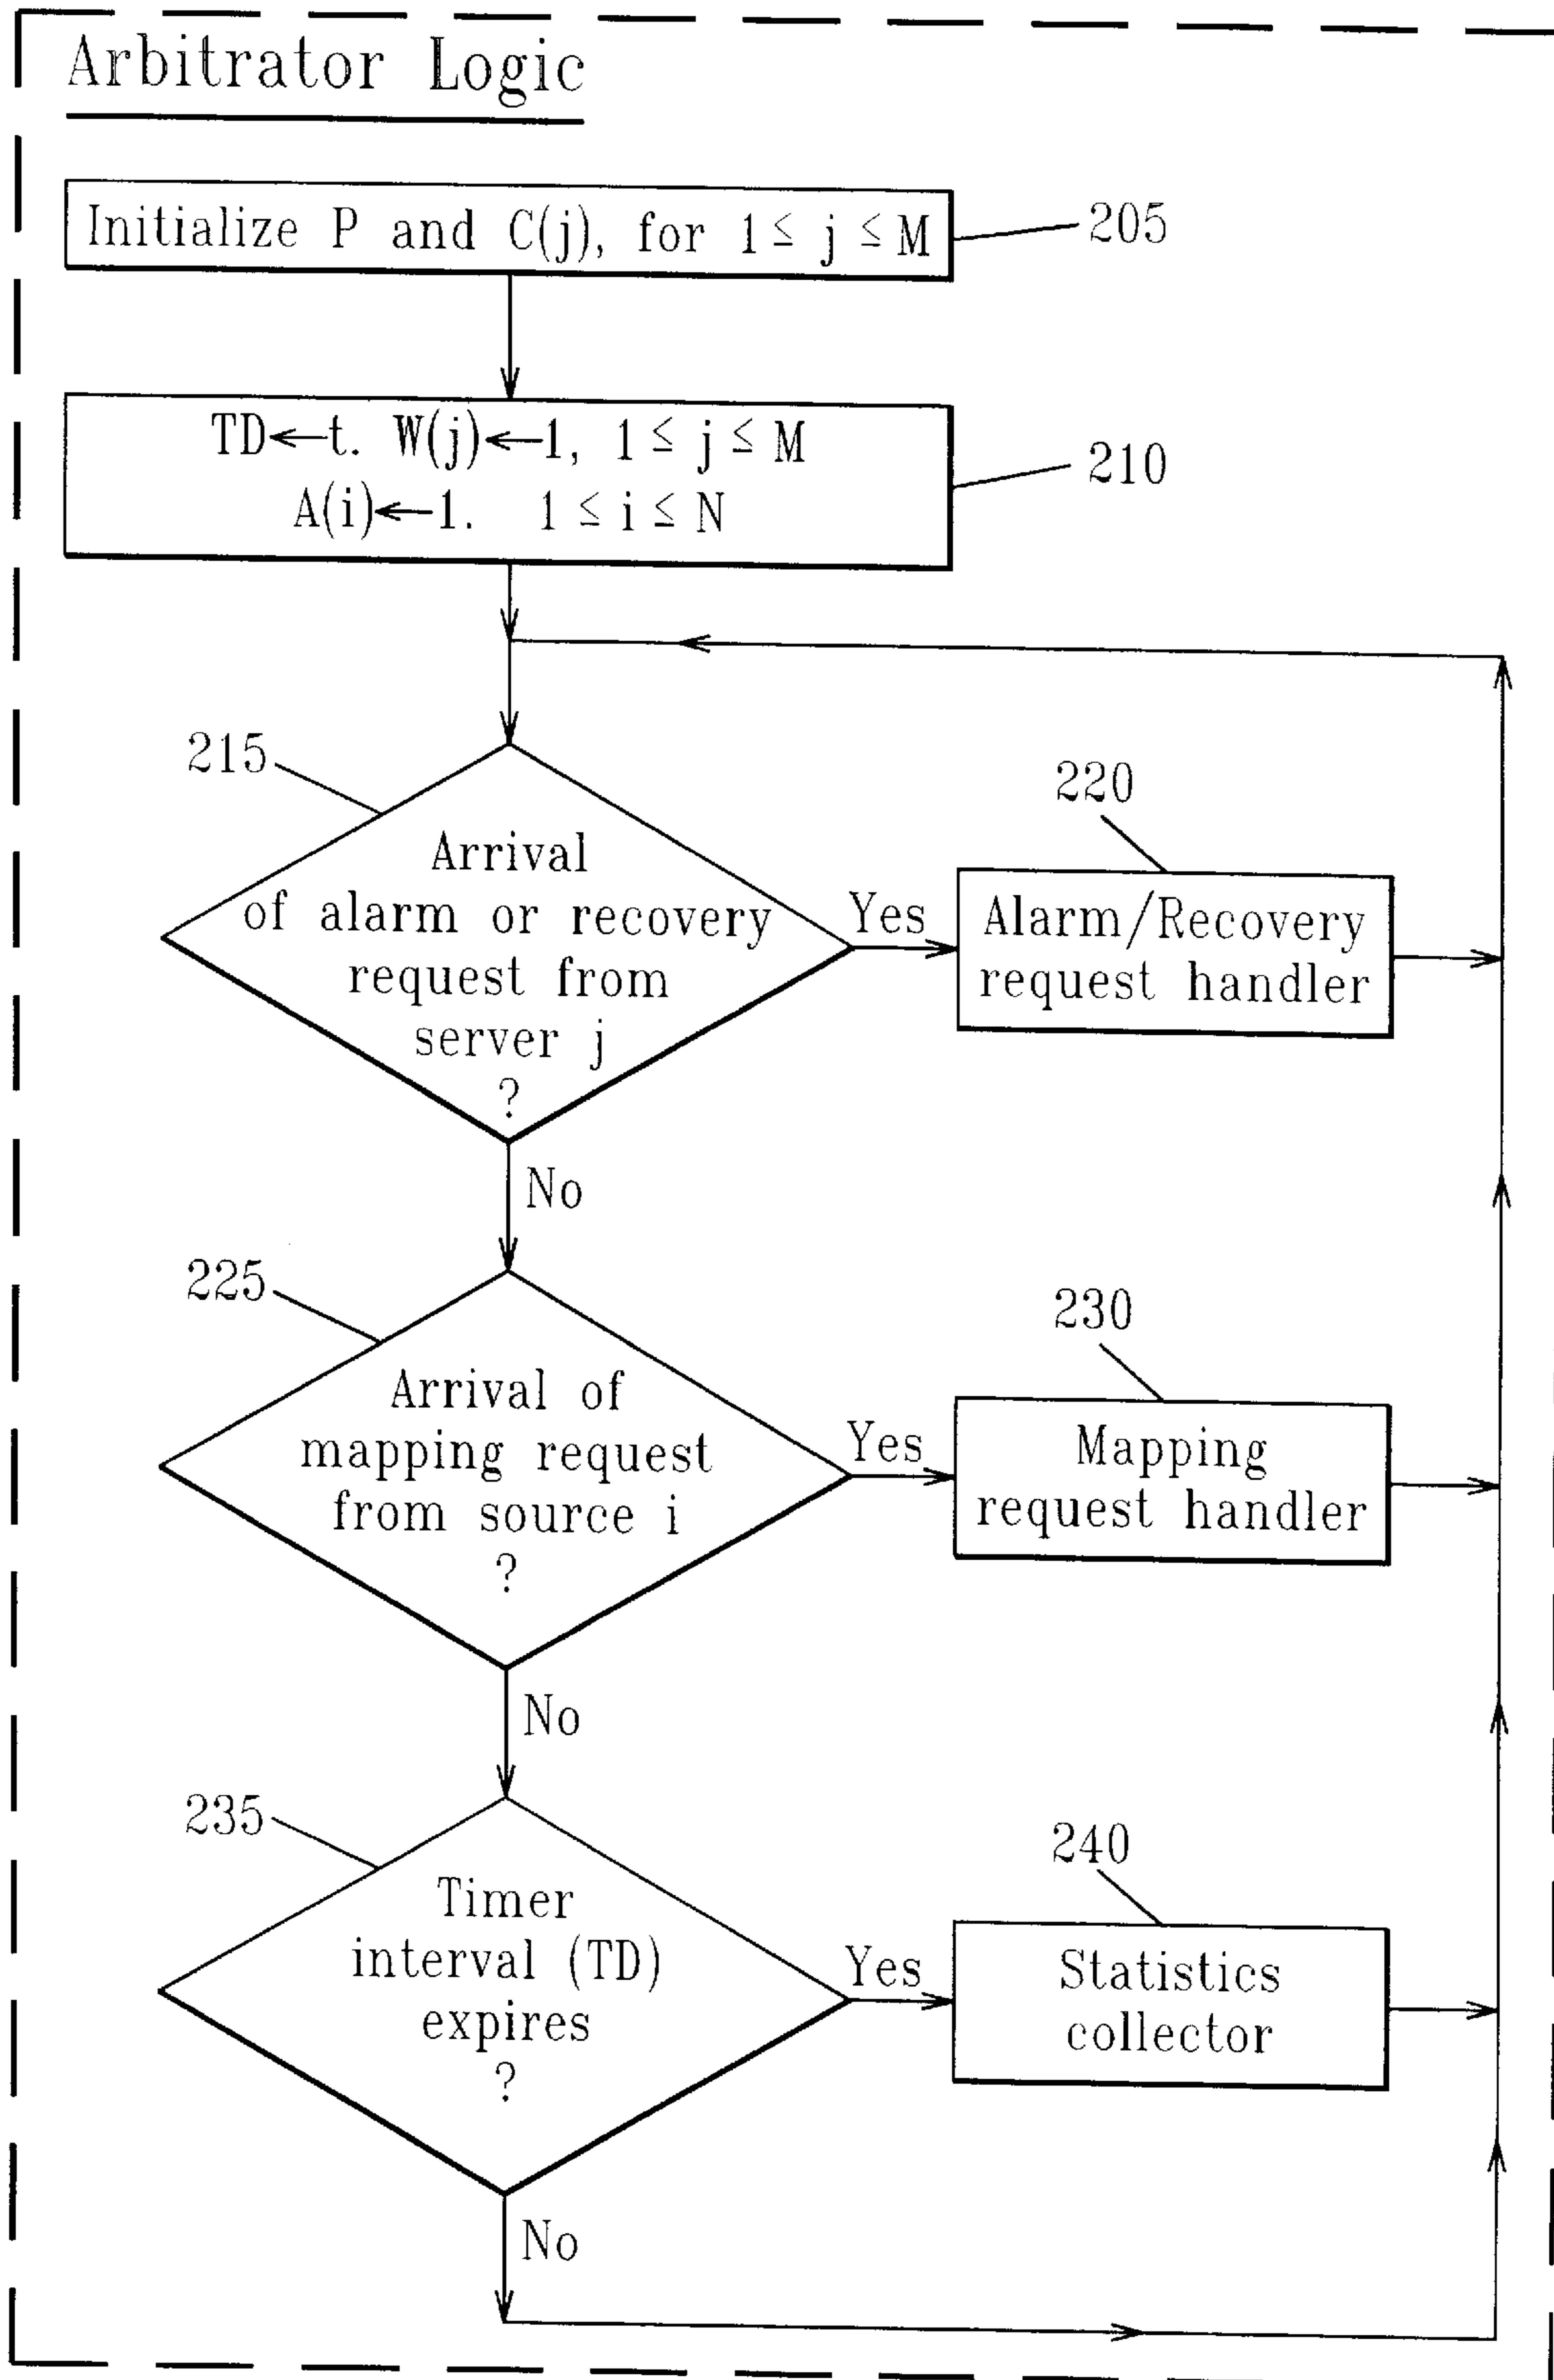 Arbitrator Logic
Initialize P and C(j), for 1≤ j ≤M
205
TD←t. W(j)←1, 1≤ j ≤ M
A(i)←1. 1≤ i ≤ N
210
215
Arrival
of alarm or recovery
request from
server j
?
Yes
220
Alarm/Recovery
request handler
No
225
Arrival of
mapping request
from source i
?
Yes
230
Mapping
request handler
No
235
Timer
interval (TD)
expires
?
Yes
240
Statistics
collector
No